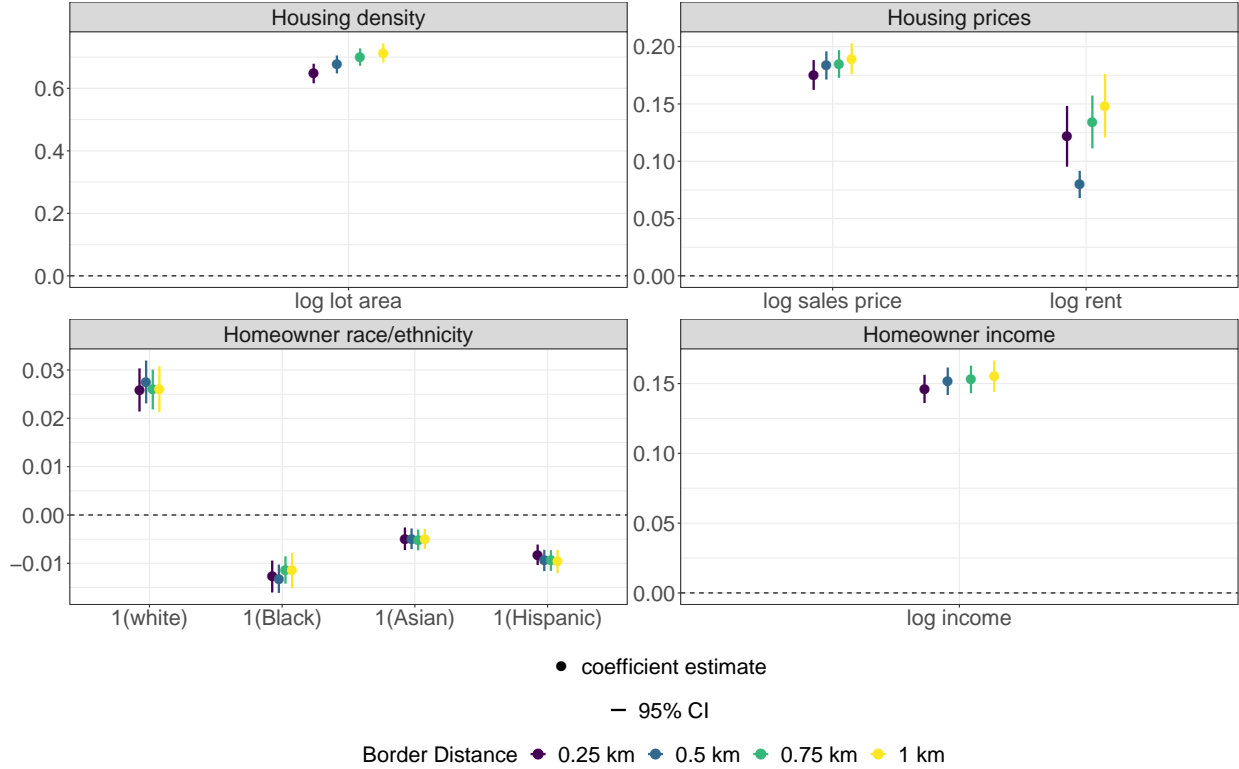 Housing density
0.6
0.4
0.2
0.0
log lot area
Housing prices
0.20
0.15
0.10
0.05
0.00
log sales price log rent
Homeowner race/ethnicity
0.03
0.02
0.01
0.00
−0.01
1(white) 1(Black) 1(Asian) 1(Hispanic)
Homeowner income
0.15
0.10
0.05
0.00
log income
coefficient estimate
95% CI
Border Distance 0.25 km 0.5 km 0.75 km 1 km